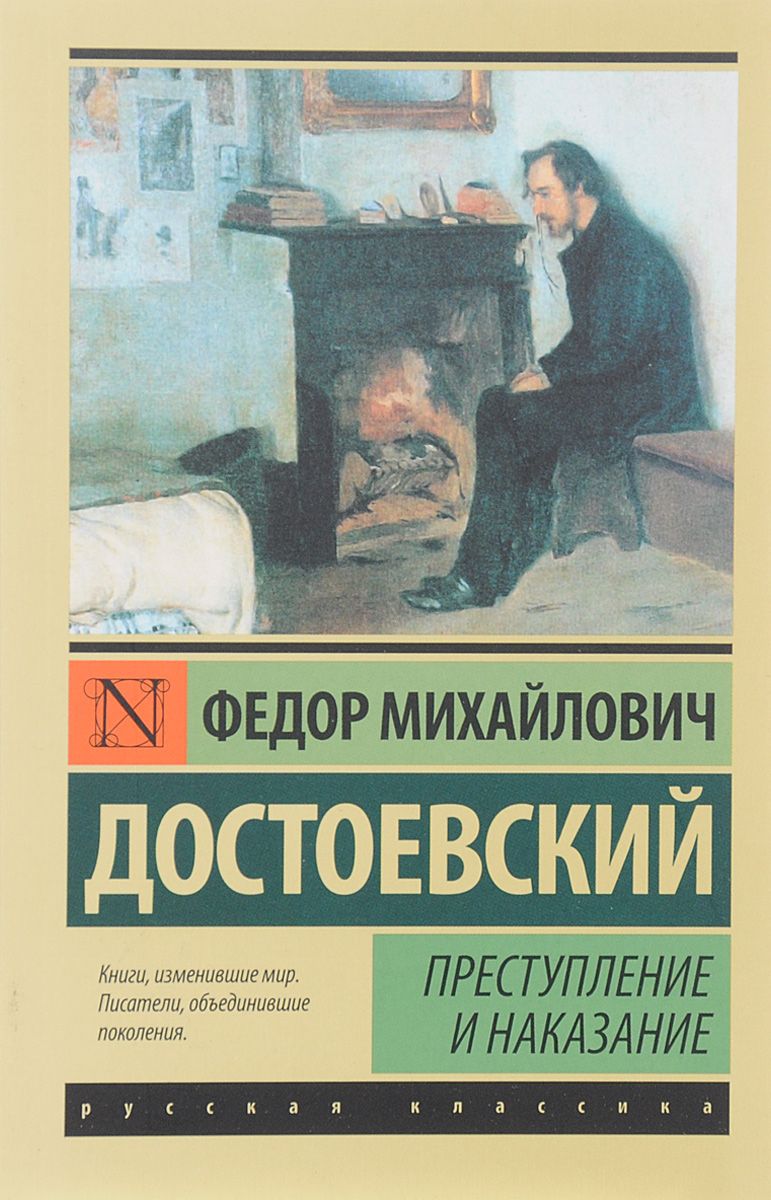 N
ФЕДОР МИХАЙЛОВИЧ
ДОСТОЕВСКИЙ
Книги, изменившие мир.
Писатели, объединившие
поколения.
ПРЕСТУПЛЕНИЕ
И НАКАЗАНИЕ
русская классика